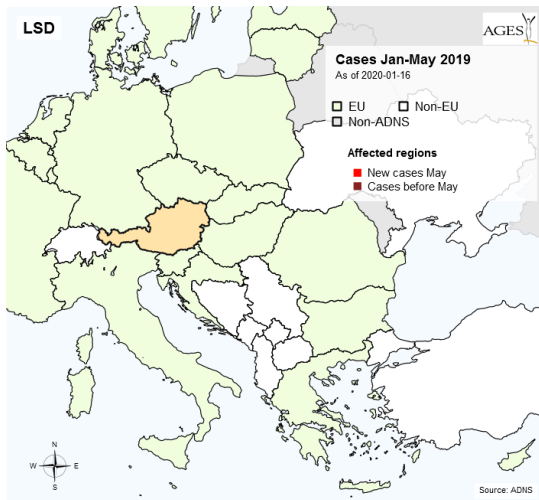 LSD
AGES
Cases Jan-May 2019
As of 2020-01-16
EU
Non-EU
Non-ADNS
Affected regions
New cases May
Cases before May
N
W
E
S
Source: ADNS